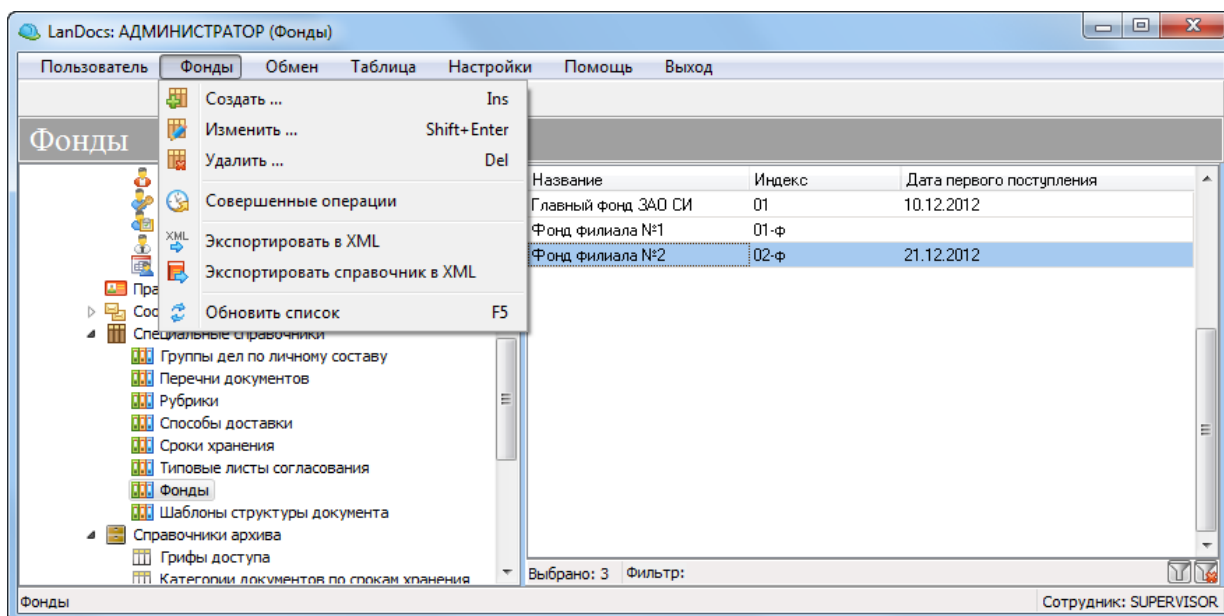 LanDocs: АДМИНИСТРАТОР (Фонды)
Пользователь Фонды Обмен Таблица Настройки Помощь Выход
Создать ... Ins
Изменить ... Shift+Enter
Удалить ... Del
Совершенные операции
XML Экспортировать в XML
Экспортировать справочник в XML
Обновить список F5
Фонды
Пра
Соо
Специальные справочники
Группы дел по личному составу
Перечни документов
Рубрики
Способы доставки
Сроки хранения
Типовые листы согласования
Фонды
Шаблоны структуры документа
Справочники архива
Грифы доступа
Категории документов по срокам хранения
Название Индекс Дата первого поступления
Главный фонд ЗАО СИ 01 10.12.2012
Фонд филиала №1 01-ф
Фонд филиала №2 02-ф 21.12.2012
Выбрано: 3 Фильтр:
Фонды Сотрудник: SUPERVISOR